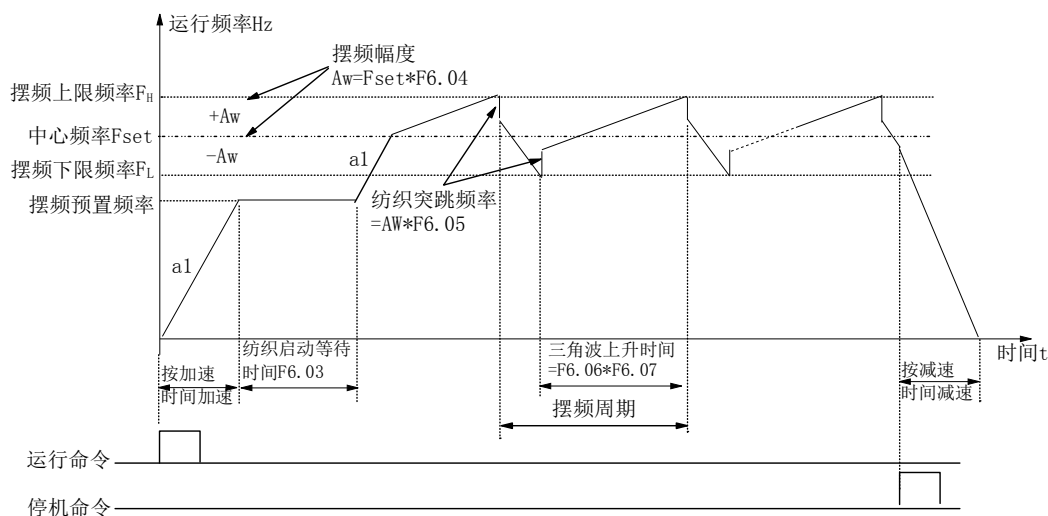 运行频率Hz
摆频幅度
Aw=Fset*F6.04
摆频上限频率FH
+Aw
中心频率Fset
-Aw
a1
摆频下限频率FL
纺织突跳频率
=AW*F6.05
摆频预置频率
a1
纺织启动等待
时间F6.03
三角波上升时间
=F6.06*F6.07
时间t
按加速
时间加速
按减速
时间减速
摆频周期
运行命令
停机命令